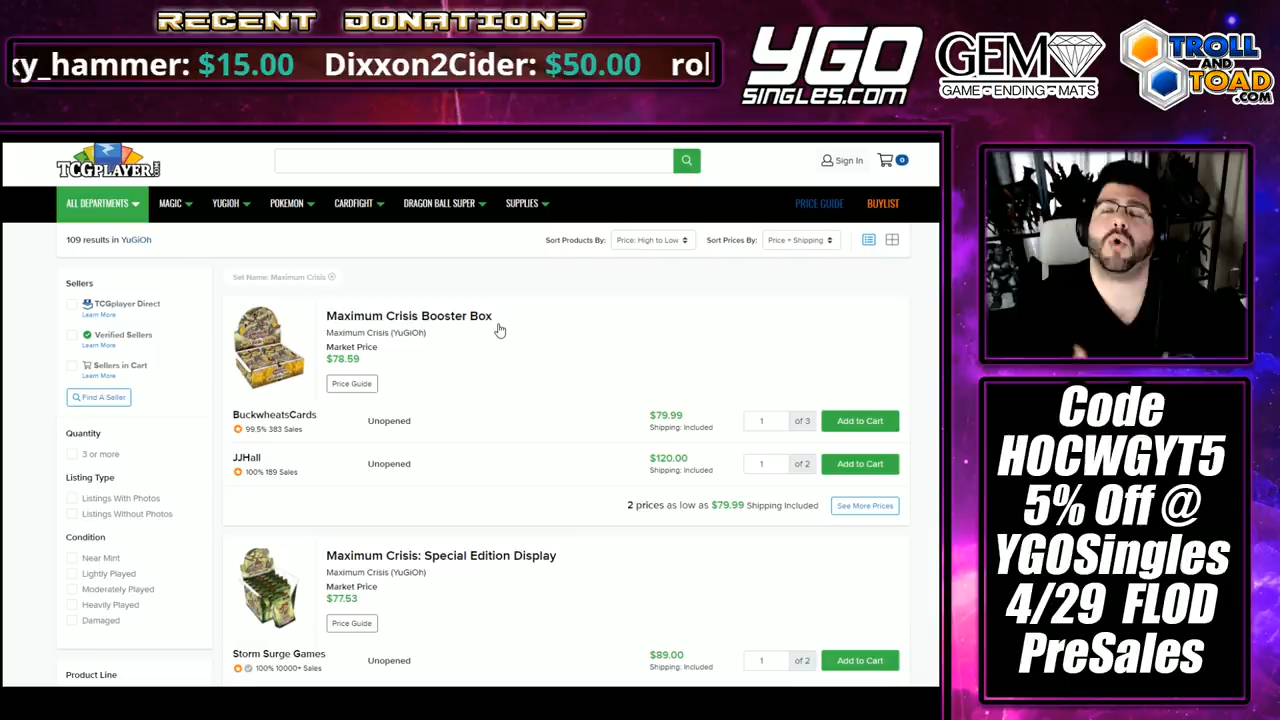 RECENT DONATIONS
ky_hammer: $15.00 Dixxon2Cider: $50.00 rol
YGO
SINGLES.COM
GEM
GAME-ENDING-MATS
TROLL
AND
TOAD
.COM
TCGPLAYER
Sign In
0
ALL DEPARTMENTS
MAGIC
YUGIOH
POKEMON
CARDFIGHT
DRAGON BALL SUPER
SUPPLIES
PRICE GUIDE
BUYLIST
109 results in YuGiOh
Sort Products By: Price: High to Low
Sort Prices By: Price + Shipping
Sellers
TCGplayer Direct
Learn More
Verified Sellers
Learn More
Sellers in Cart
Learn More
Find A Seller
Quantity
3 or more
Listing Type
Listings With Photos
Listings Without Photos
Condition
Near Mint
Lightly Played
Moderately Played
Heavily Played
Damaged
Product Line
Set Name: Maximum Crisis
Maximum Crisis Booster Box
Maximum Crisis (YuGiOh)
Market Price
$78.59
Price Guide
BuckwheatsCards
99.5% 383 Sales
Unopened
$79.99
Shipping: Included
1 of 3
Add to Cart
JJHall
100% 189 Sales
Unopened
$120.00
Shipping: Included
1 of 2
Add to Cart
2 prices as low as $79.99 Shipping Included
See More Prices
Maximum Crisis: Special Edition Display
Maximum Crisis (YuGiOh)
Market Price
$77.53
Price Guide
Storm Surge Games
100% 10000+ Sales
Unopened
$89.00
Shipping: Included
1 of 2
Add to Cart
Code
HOCWGYT5
5% Off @
YGOSingles
4/29 FLOD
PreSales